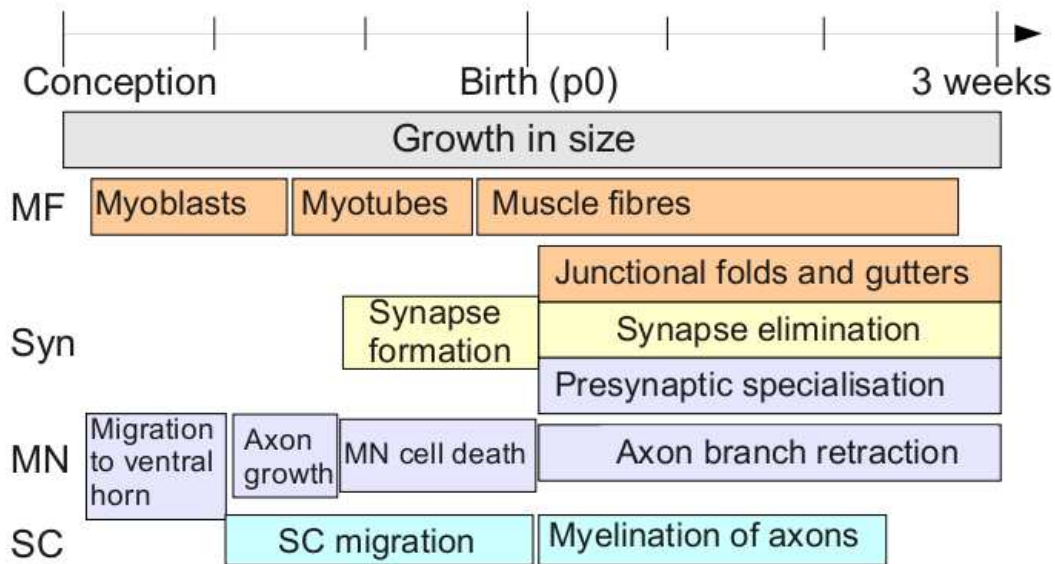 Conception Birth (p0) 3 weeks
Growth in size
MF Myoblasts Myotubes Muscle fibres
Junctional folds and gutters
Syn
Synapse
formation
Synapse elimination
Presynaptic specialisation
MN
Migration
to ventral
horn
Axon
growth
MN cell death
Axon branch retraction
SC SC migration Myelination of axons